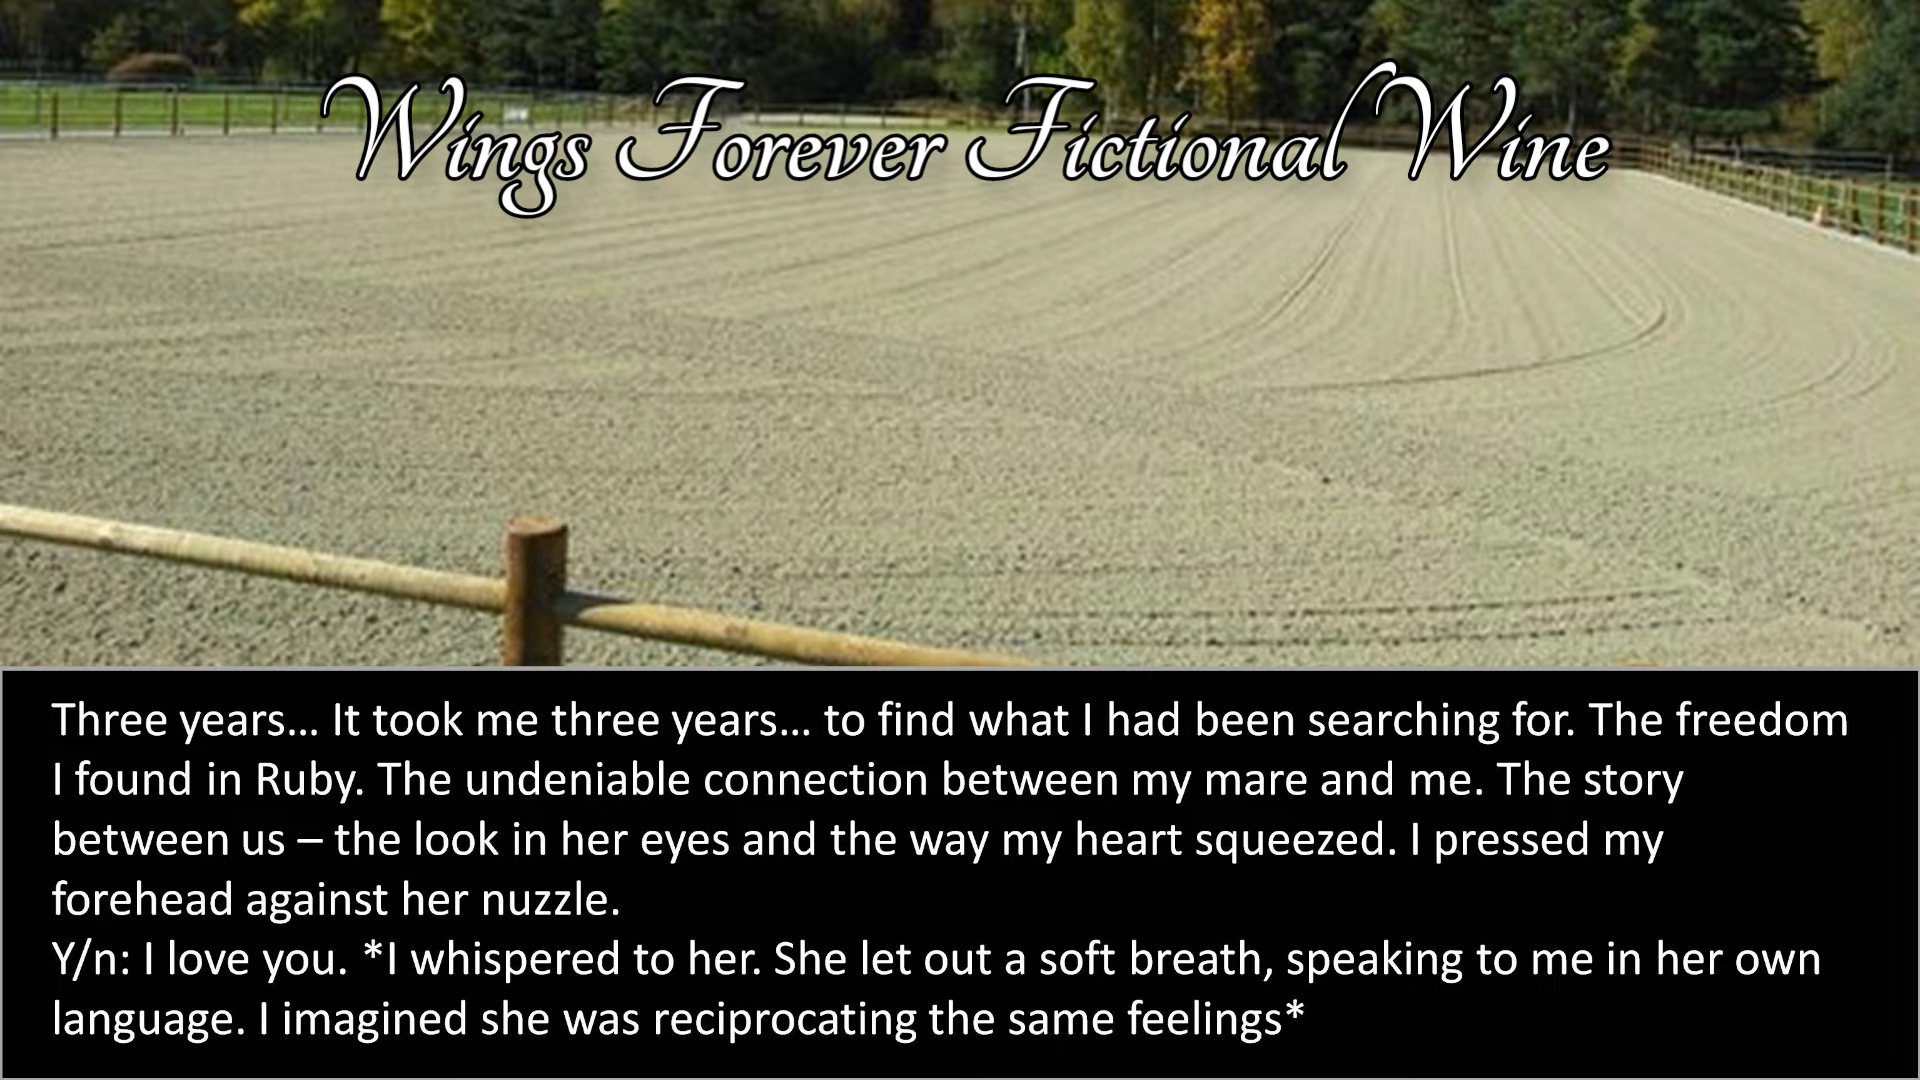 Wings Forever Fictional Wine
Three years... It took me three years... to find what I had been searching for. The freedom
I found in Ruby. The undeniable connection between my mare and me. The story
between us – the look in her eyes and the way my heart squeezed. I pressed my
forehead against her nuzzle.
Y/n: I love you. *I whispered to her. She let out a soft breath, speaking to me in her own
language. I imagined she was reciprocating the same feelings*